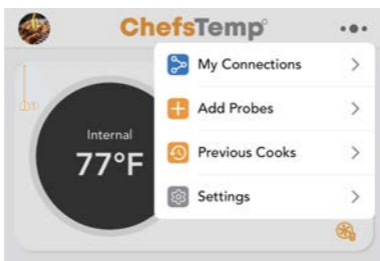 ChefsTemp
My Connections
Add Probes
Internal
77°F
Previous Cooks
Settings